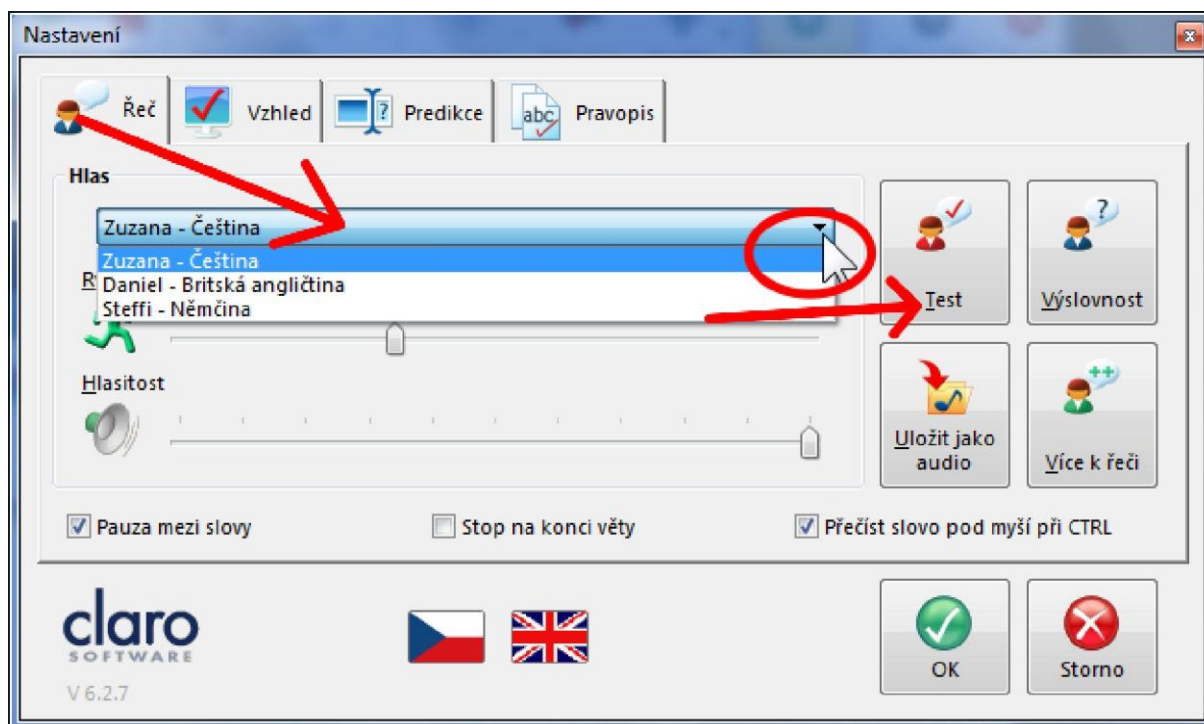 Nastavení
Řeč
Vzhled
Predikce
abc
Pravopis
Hlas
Zuzana - Čeština
Zuzana - Čeština
Daniel - Britská angličtina
Steffi - Němčina
Test
Výslovnost
Hlasitost
Uložit jako
audio
Více k řeči
Pauza mezi slovy
Stop na konci věty
Přečíst slovo pod myší při CTRL
claro
SOFTWARE
V 6.2.7
OK
Storno